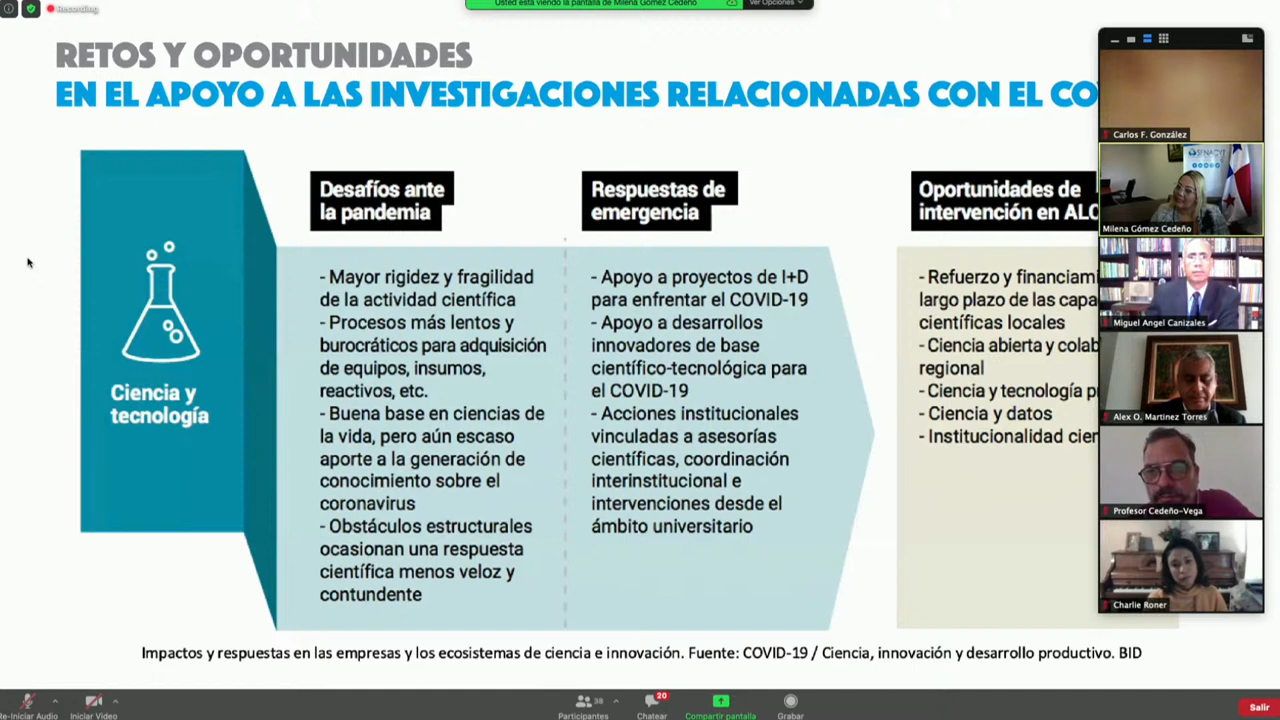 Recording
Usted está viendo la pantalla de Milena Gómez Cedeño
Ver Opciones
RETOS Y OPORTUNIDADES
EN EL APOYO A LAS INVESTIGACIONES RELACIONADAS CON EL CO
Ciencia y
tecnología
Desafíos ante
la pandemia
- Mayor rigidez y fragilidad
de la actividad científica
- Procesos más lentos y
burocráticos para adquisición
de equipos, insumos,
reactivos, etc.
- Buena base en ciencias de
la vida, pero aún escaso
aporte a la generación de
conocimiento sobre el
coronavirus
- Obstáculos estructurales
ocasionan una respuesta
científica menos veloz y
contundente
Respuestas de
emergencia
- Apoyo a proyectos de I+D
para enfrentar el COVID-19
- Apoyo a desarrollos
innovadores de base
científico-tecnológica para
el COVID-19
- Acciones institucionales
vinculadas a asesorías
científicas, coordinación
interinstitucional e
intervenciones desde el
ámbito universitario
Oportunidades de
intervención en ALC
- Refuerzo y financiam
largo plazo de las capa
científicas locales
- Ciencia abierta y colab
regional
- Ciencia y tecnología p
- Ciencia y datos
- Institucionalidad cien
Impactos y respuestas en las empresas y los ecosistemas de ciencia e innovación. Fuente: COVID-19 / Ciencia, innovación y desarrollo productivo. BID
Carlos F. González
SENACYT
Milena Gómez Cedeño
Miguel Angel Canizales
Alex O. Martinez Torres
Profesor Cedeño-Vega
Charlie Roner
Re-Iniciar Audio
Iniciar Video
38
Participantes
20
Chatear
Compartir pantalla
Grabar
Salir